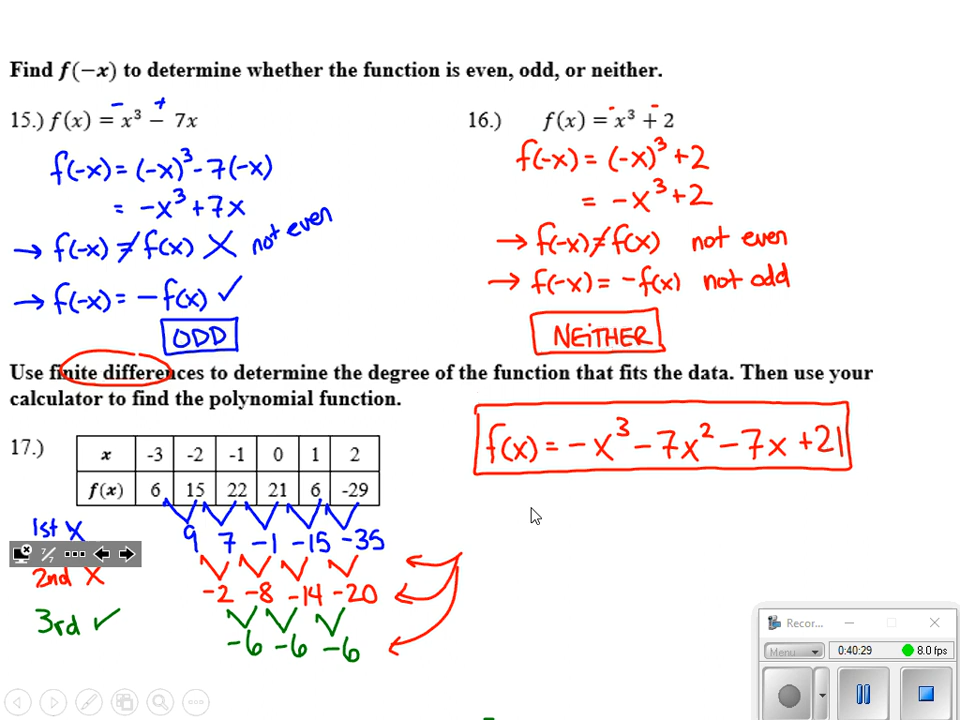 Find f(−x) to determine whether the function is even, odd, or neither.
15.) f(x) = x³ − 7x
− +
f(-x) = (-x)³ - 7(-x)
= -x³ + 7x
→ f(-x) ≠ f(x) X not even
→ f(-x) = - f(x) ✓
ODD
16.) f(x) = x³ + 2
- -
f(-x) = (-x)³ + 2
= -x³ + 2
→ f(-x) ≠ f(x) not even
→ f(-x) = -f(x) not odd
NEITHER
Use finite differences to determine the degree of the function that fits the data. Then use your
calculator to find the polynomial function.
f(x) = -x³ - 7x² - 7x + 21
17.)
x -3 -2 -1 0 1 2
f(x) 6 15 22 21 6 -29
1st X 9 7 -1 -15 -35
7/7
2nd X -2 -8 -14 -20
3rd ✓ -6 -6 -6
Recor...
Menu 0:40:29 8.0 fps